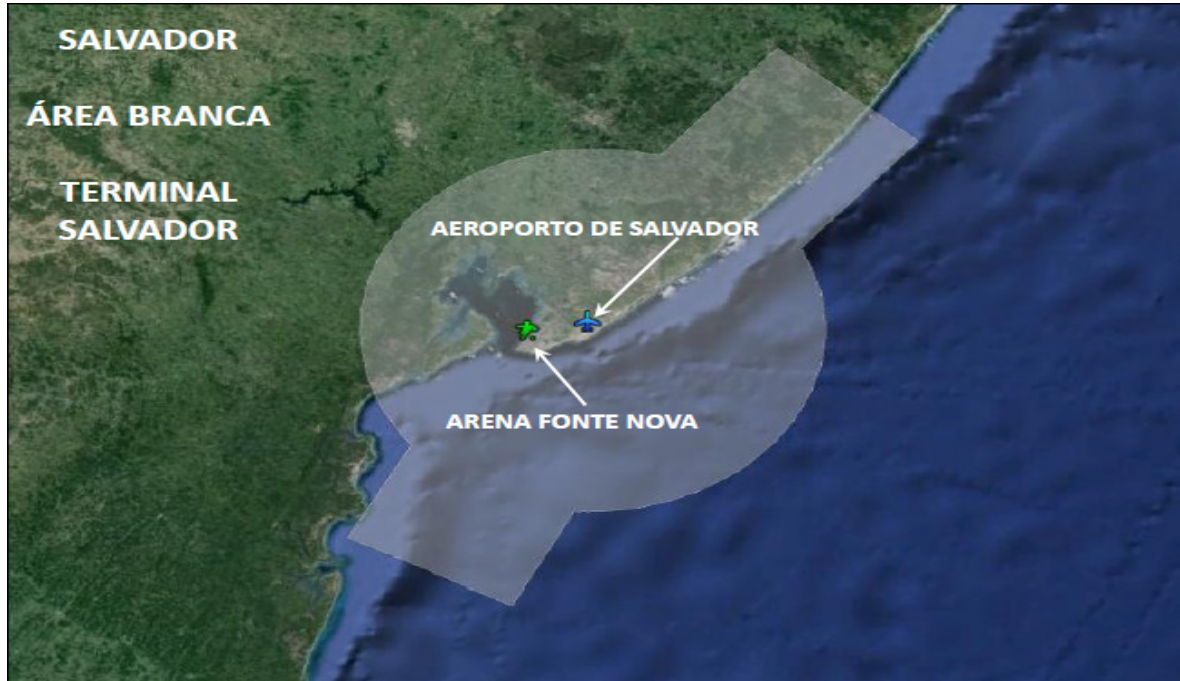 SALVADOR
ÁREA BRANCA
TERMINAL
SALVADOR
AEROPORTO DE SALVADOR
ARENA FONTE NOVA